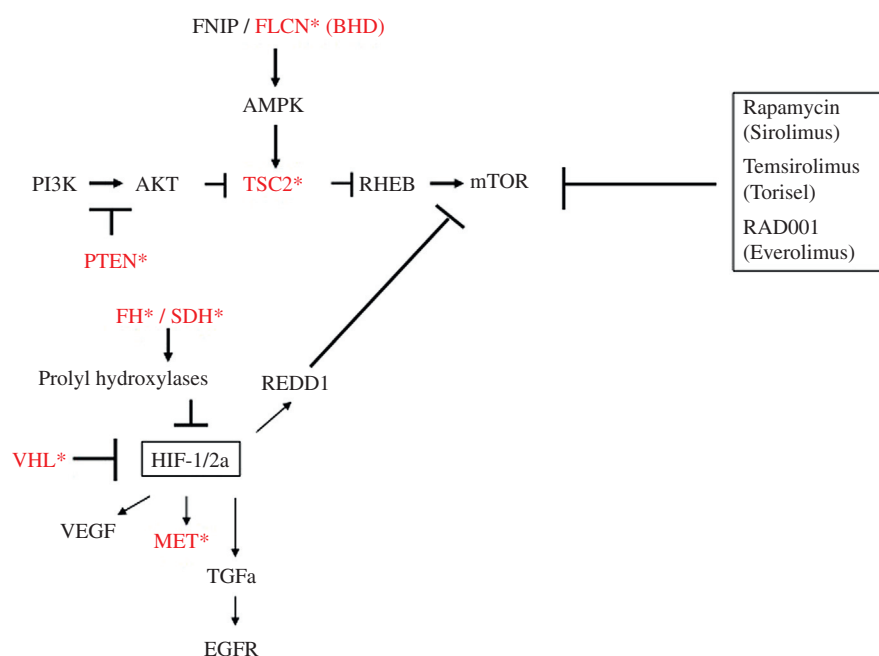 FNIP / FLCN* (BHD)
AMPK
Rapamycin
(Sirolimus)
Temsirolimus
(Torisel)
RAD001
(Everolimus)
PI3K AKT TSC2* RHEB mTOR
PTEN*
FH* / SDH*
Prolyl hydroxylases
REDD1
VHL* HIF-1/2a
VEGF
MET*
TGFa
EGFR